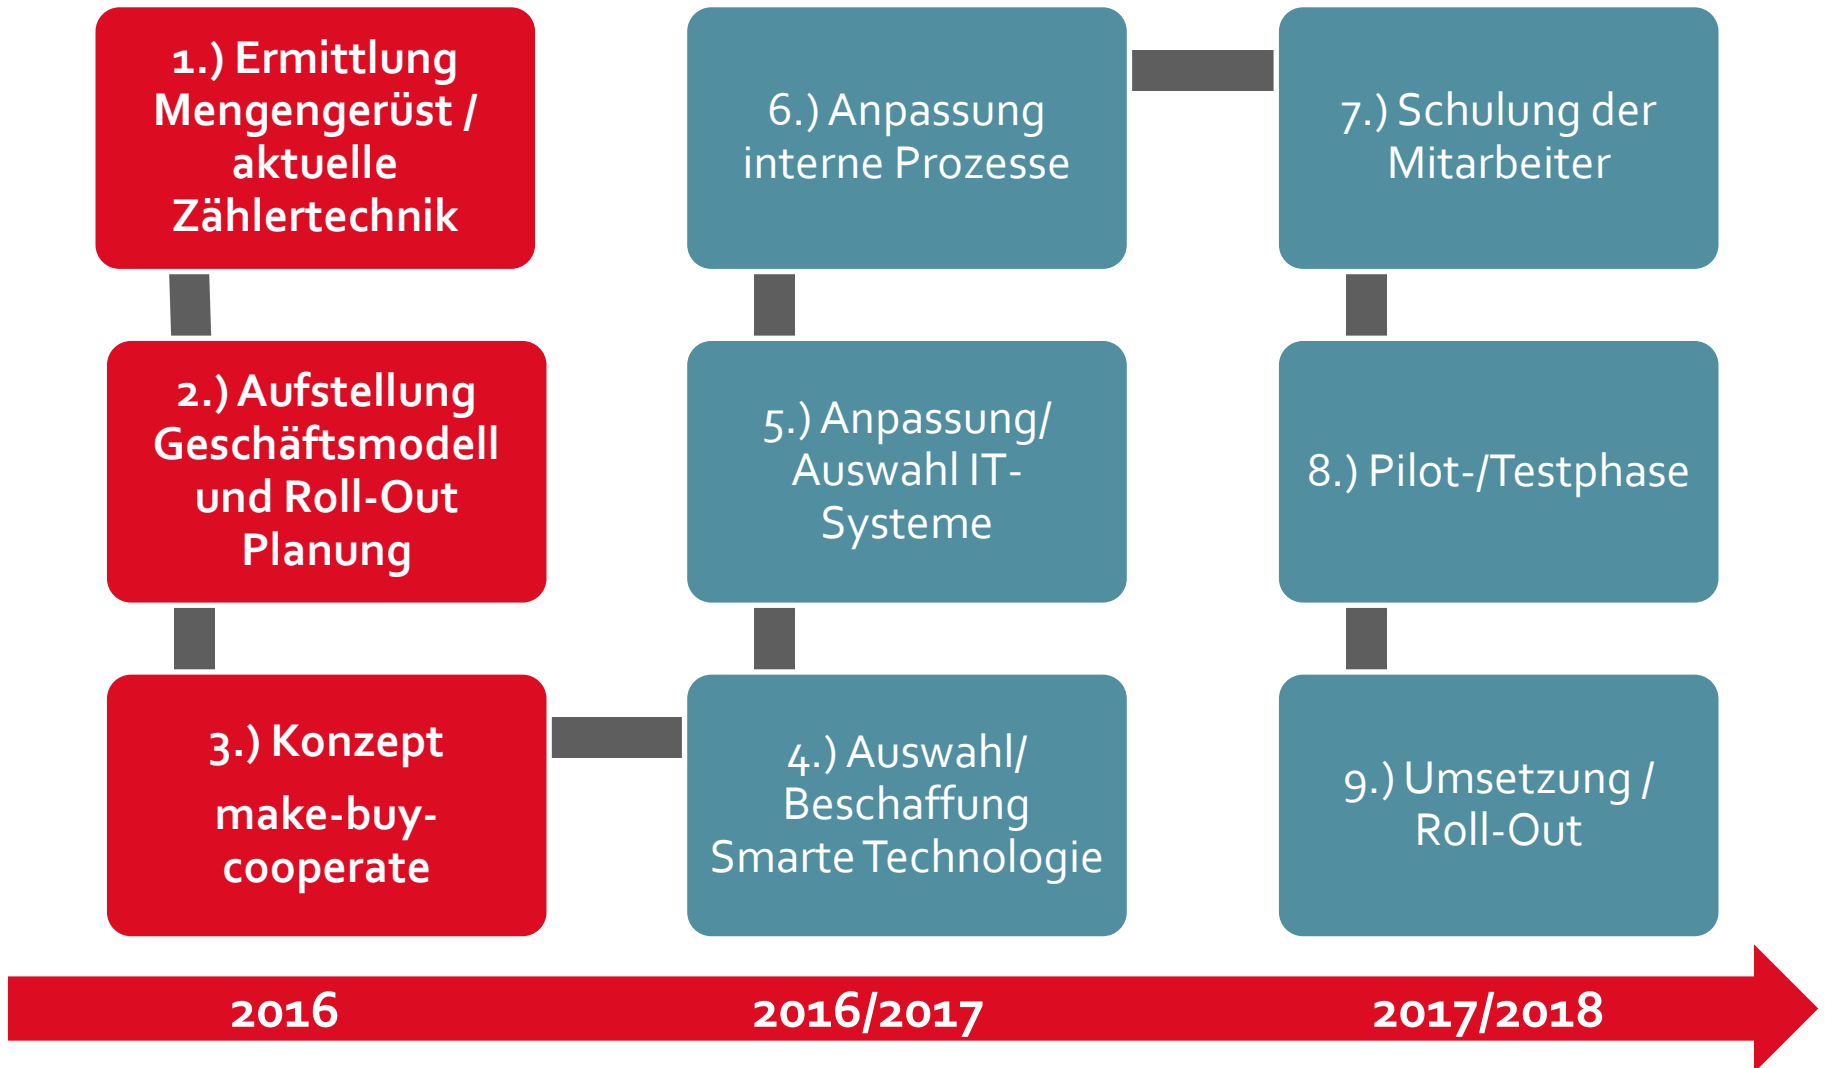 1.) Ermittlung
Mengengerüst /
aktuelle
Zählertechnik
2.) Aufstellung
Geschäftsmodell
und Roll-Out
Planung
3.) Konzept
make-buy-
cooperate
4.) Auswahl/
Beschaffung
Smarte Technologie
5.) Anpassung/
Auswahl IT-
Systeme
6.) Anpassung
interne Prozesse
7.) Schulung der
Mitarbeiter
8.) Pilot-/Testphase
9.) Umsetzung /
Roll-Out
2016
2016/2017
2017/2018